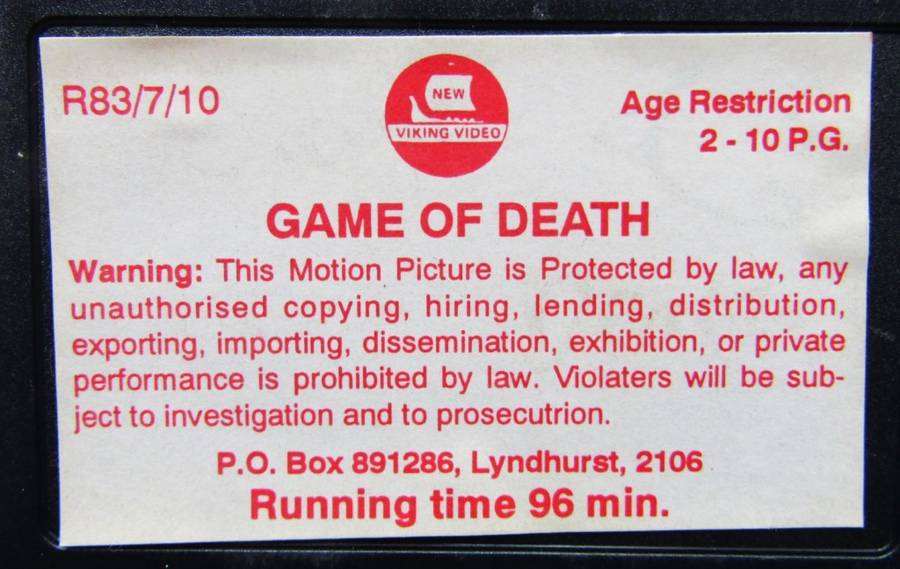 R83/7/10
NEW
VIKING VIDEO
Age Restriction
2 - 10 P.G.
GAME OF DEATH
Warning: This Motion Picture is Protected by law, any
unauthorised copying, hiring, lending, distribution,
exporting, importing, dissemination, exhibition, or private
performance is prohibited by law. Violaters will be sub-
ject to investigation and to prosecutrion.
P.O. Box 891286, Lyndhurst, 2106
Running time 96 min.